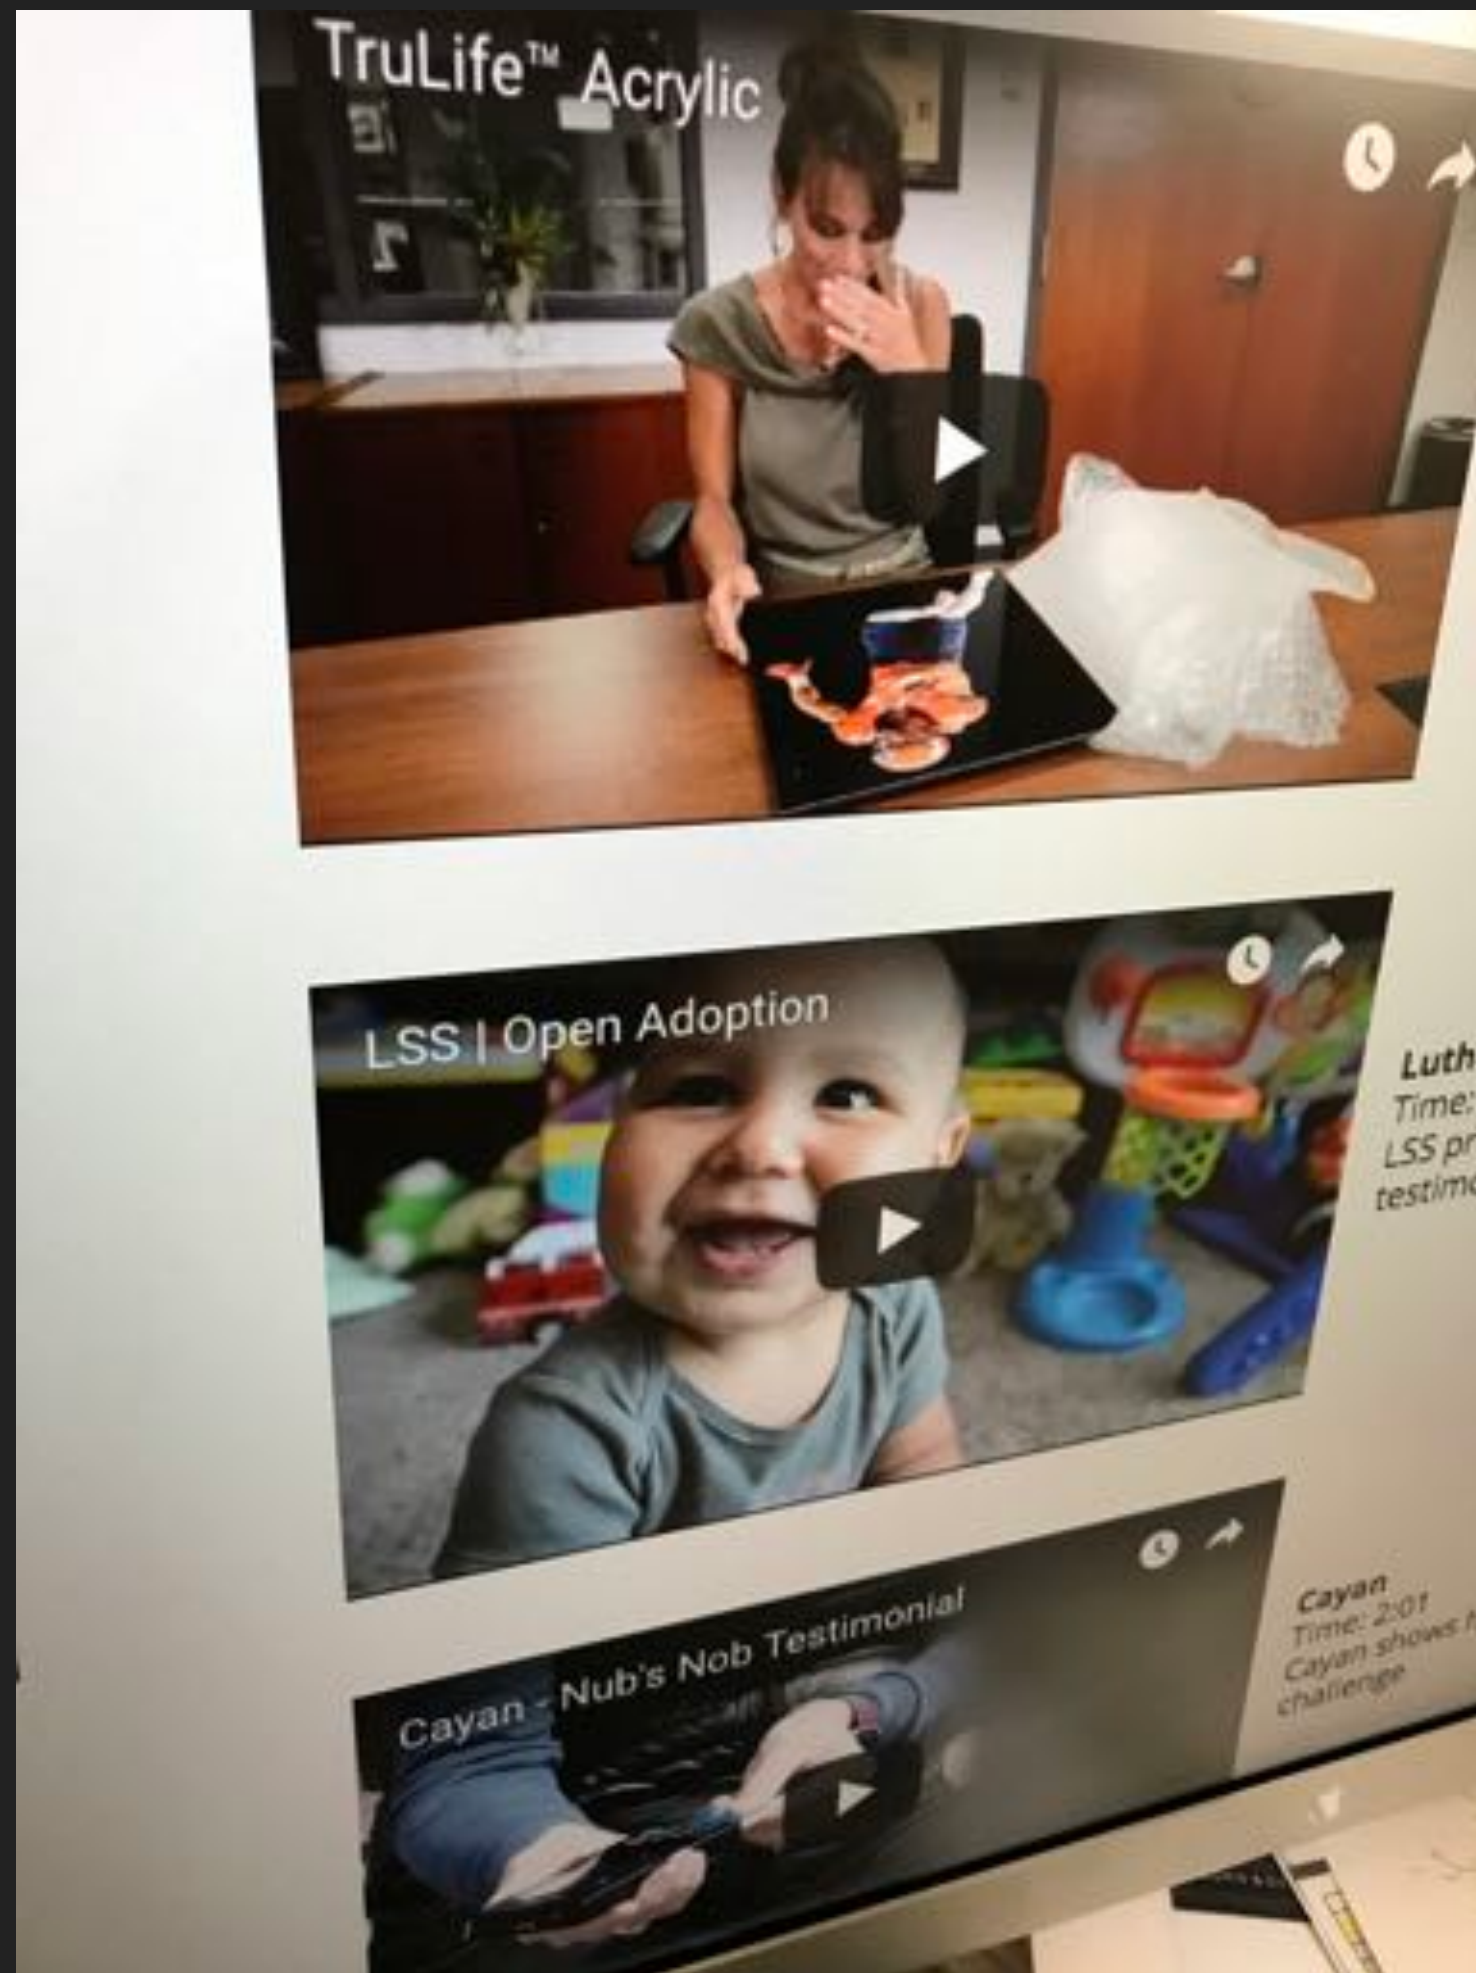 TruLife™ Acrylic
LSS | Open Adoption
Luth
Time:
LSS pr
testimo
Cayan - Nub's Nob Testimonial
Cayan
Time: 2:01
Cayan shows
challenge